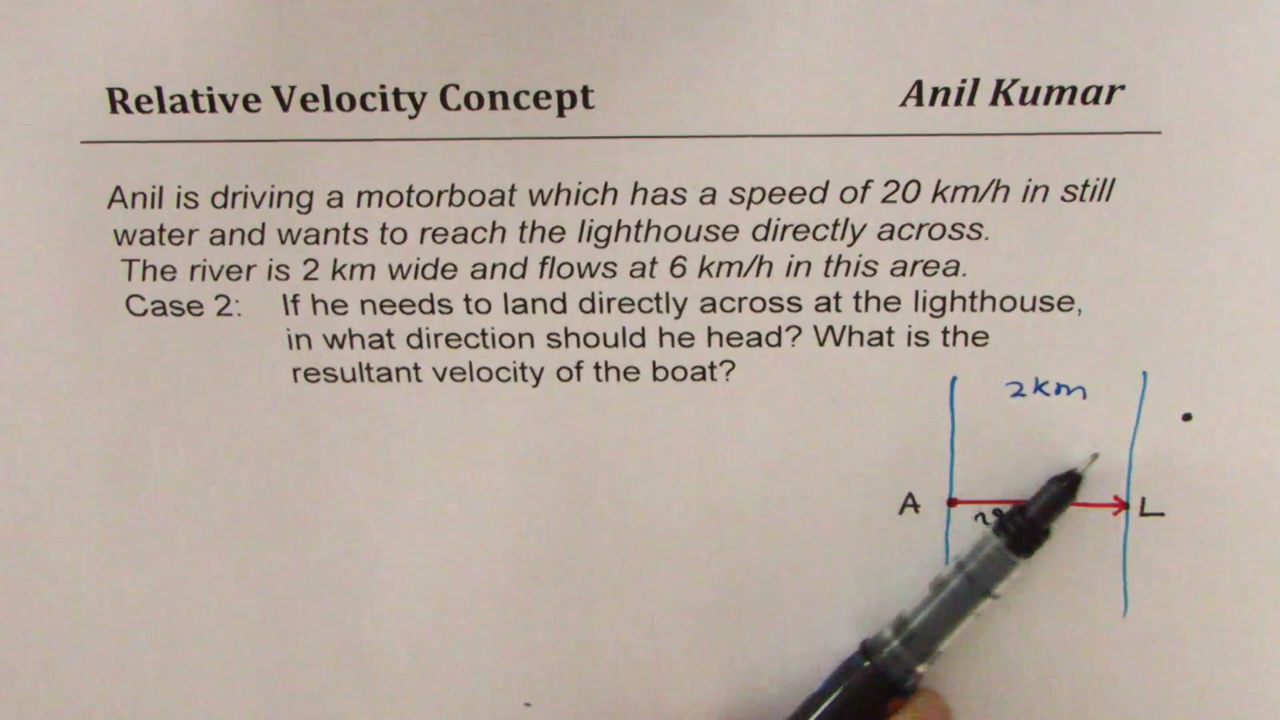 Relative Velocity Concept Anil Kumar
Anil is driving a motorboat which has a speed of 20 km/h in still
water and wants to reach the lighthouse directly across.
The river is 2 km wide and flows at 6 km/h in this area.
Case 2: If he needs to land directly across at the lighthouse,
in what direction should he head? What is the
resultant velocity of the boat?
2km
A L